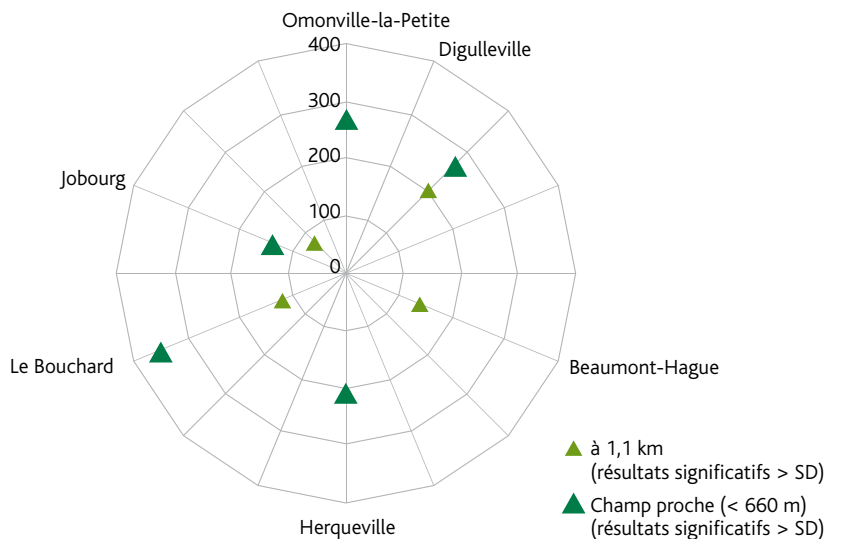 Omonville-la-Petite
400
Digulleville
300
200
Jobourg
100
0
Le Bouchard
Beaumont-Hague
à 1,1 km
(résultats significatifs > SD)
Champ proche (< 660 m)
(résultats significatifs > SD)
Herqueville